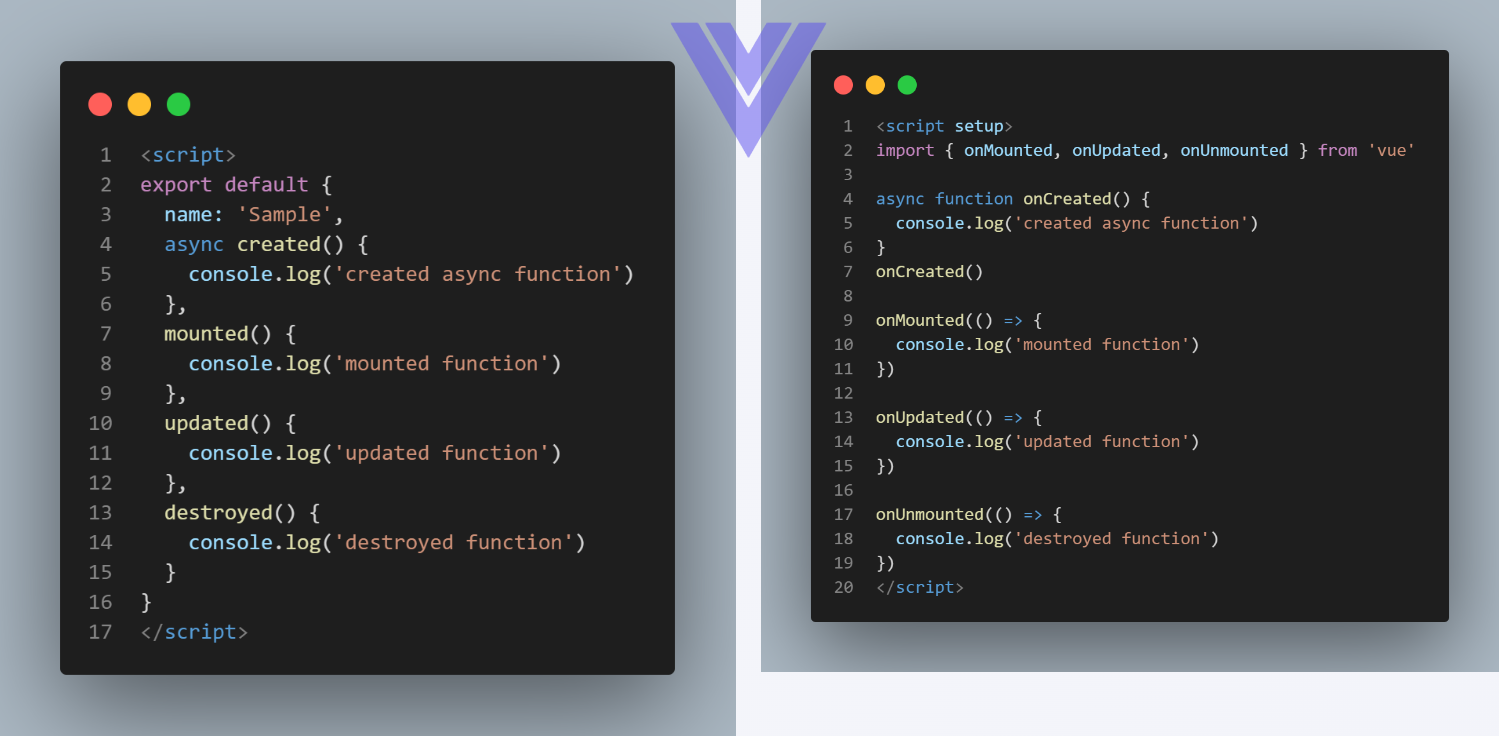 1 <script>
2 export default {
3   name: 'Sample',
4   async created() {
5     console.log('created async function')
6   },
7   mounted() {
8     console.log('mounted function')
9   },
10   updated() {
11     console.log('updated function')
12   },
13   destroyed() {
14     console.log('destroyed function')
15   }
16 }
17 </script>
1 <script setup>
2 import { onMounted, onUpdated, onUnmounted } from 'vue'
3
4 async function onCreated() {
5   console.log('created async function')
6 }
7 onCreated()
8
9 onMounted(() => {
10   console.log('mounted function')
11 })
12
13 onUpdated(() => {
14   console.log('updated function')
15 })
16
17 onUnmounted(() => {
18   console.log('destroyed function')
19 })
20 </script>